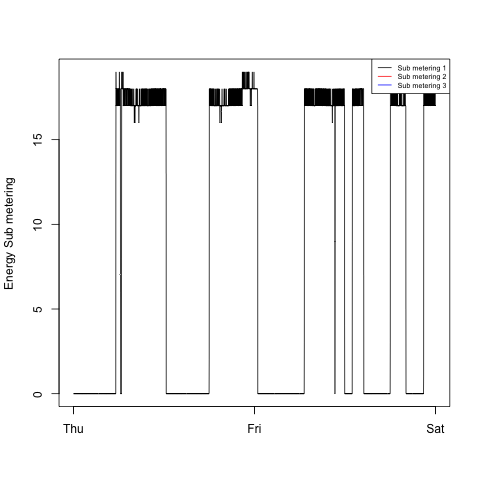 Sub metering 1
Sub metering 2
Sub metering 3
Energy Sub metering
15
10
5
0
Thu Fri Sat